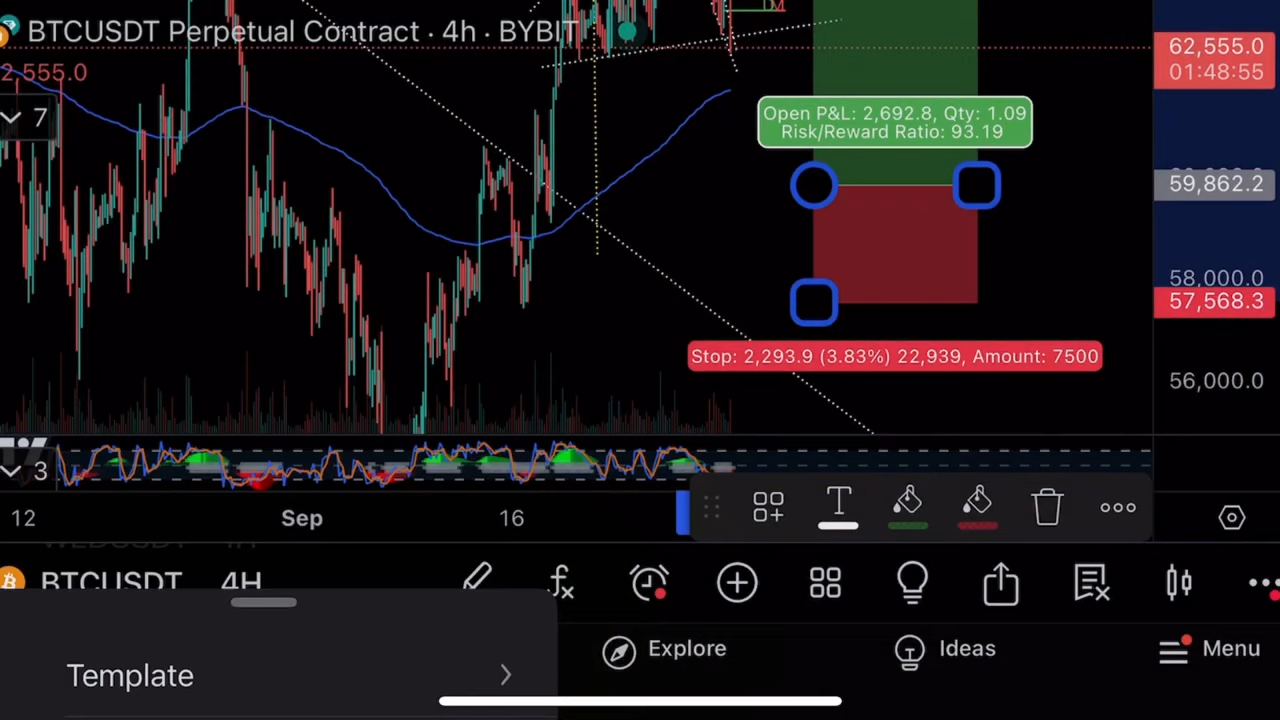 BTCUSDT Perpetual Contract · 4h · BYBIT
62,555.0
01:48:55
2,555.0
7
Open P&L: 2,692.8, Qty: 1.09
Risk/Reward Ratio: 93.19
59,862.2
58,000.0
57,568.3
Stop: 2,293.9 (3.83%) 22,939, Amount: 7500
56,000.0
3
12
Sep
16
T
BTCUSDT 4H
Explore
Ideas
Menu
Template